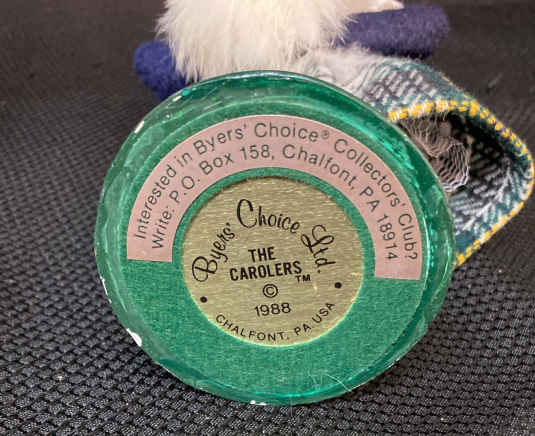 Interested in Byers' Choice® Collectors' Club?
Write: P.O. Box 158, Chalfont, PA 18914
Byers' Choice Ltd.
THE
CAROLERS™
©
1988
• CHALFONT, PA USA •